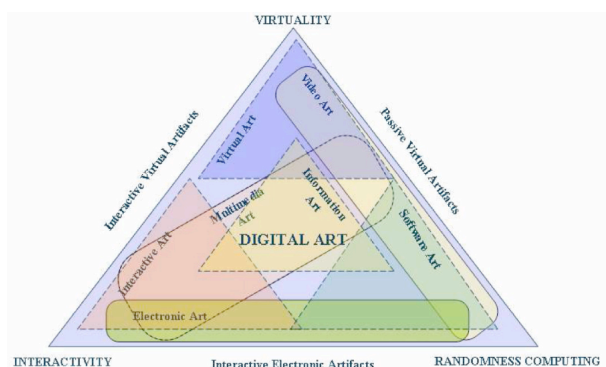 VIRTUALITY
Video Art
Virtual Art
Interactive Virtual Artifacts
Passive Virtual Artifacts
Multimedia
Art
Information
Art
DIGITAL ART
Software Art
Interactive Art
Electronic Art
INTERACTIVITY
Interactive Electronic Artifacts
RANDOMNESS COMPUTING